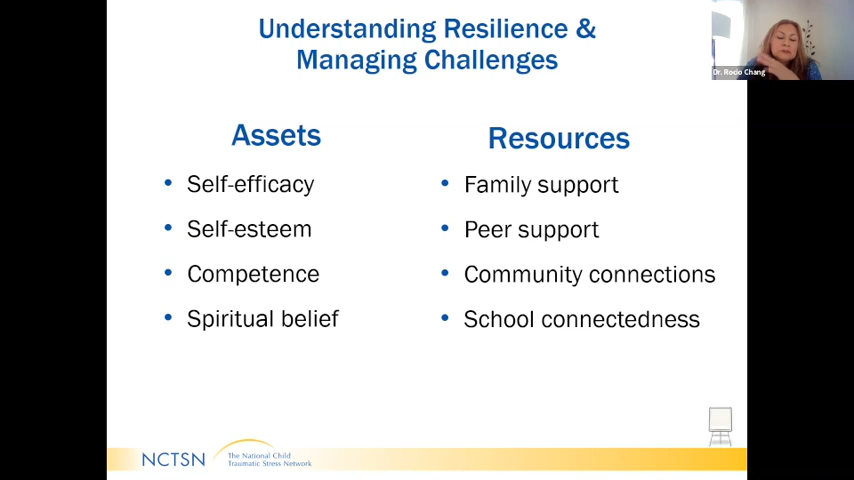 Understanding Resilience &
Managing Challenges
Dr. Rocio Chang
Assets
• Self-efficacy
• Self-esteem
• Competence
• Spiritual belief
Resources
• Family support
• Peer support
• Community connections
• School connectedness
NCTSN
The National Child
Traumatic Stress Network